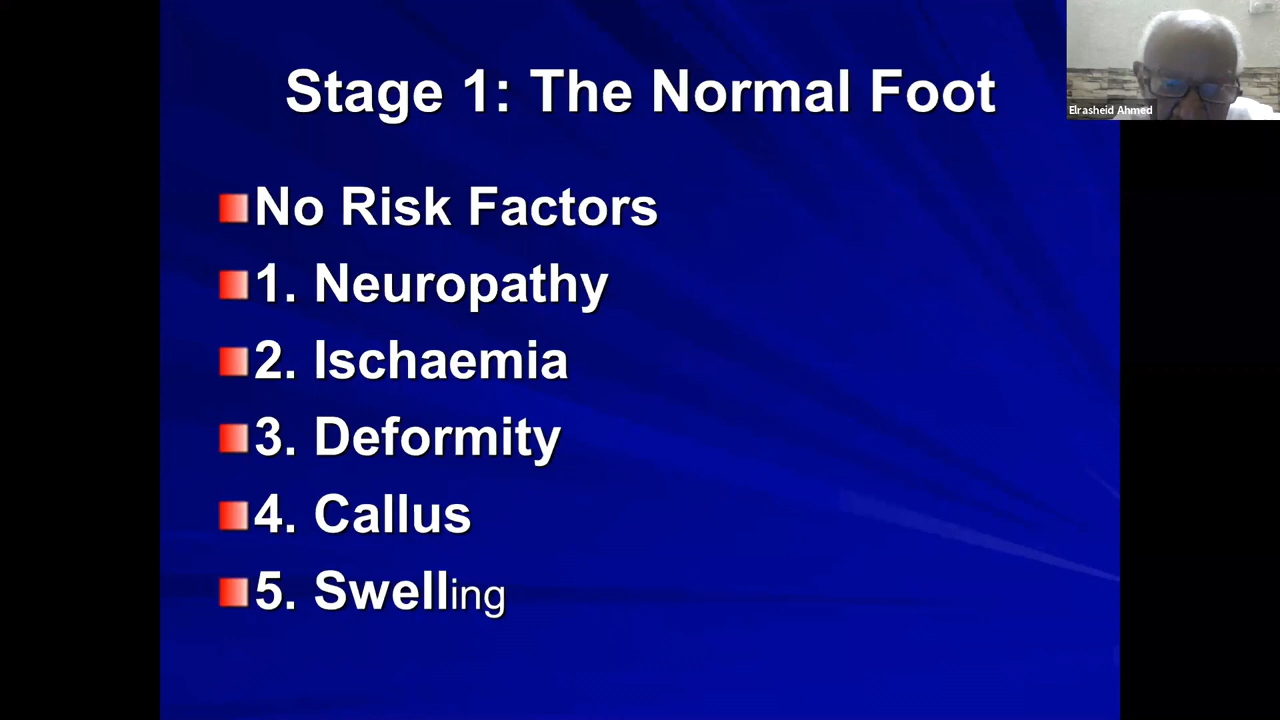 Stage 1: The Normal Foot
Elrasheid Ahmed
No Risk Factors
1. Neuropathy
2. Ischaemia
3. Deformity
4. Callus
5. Swelling